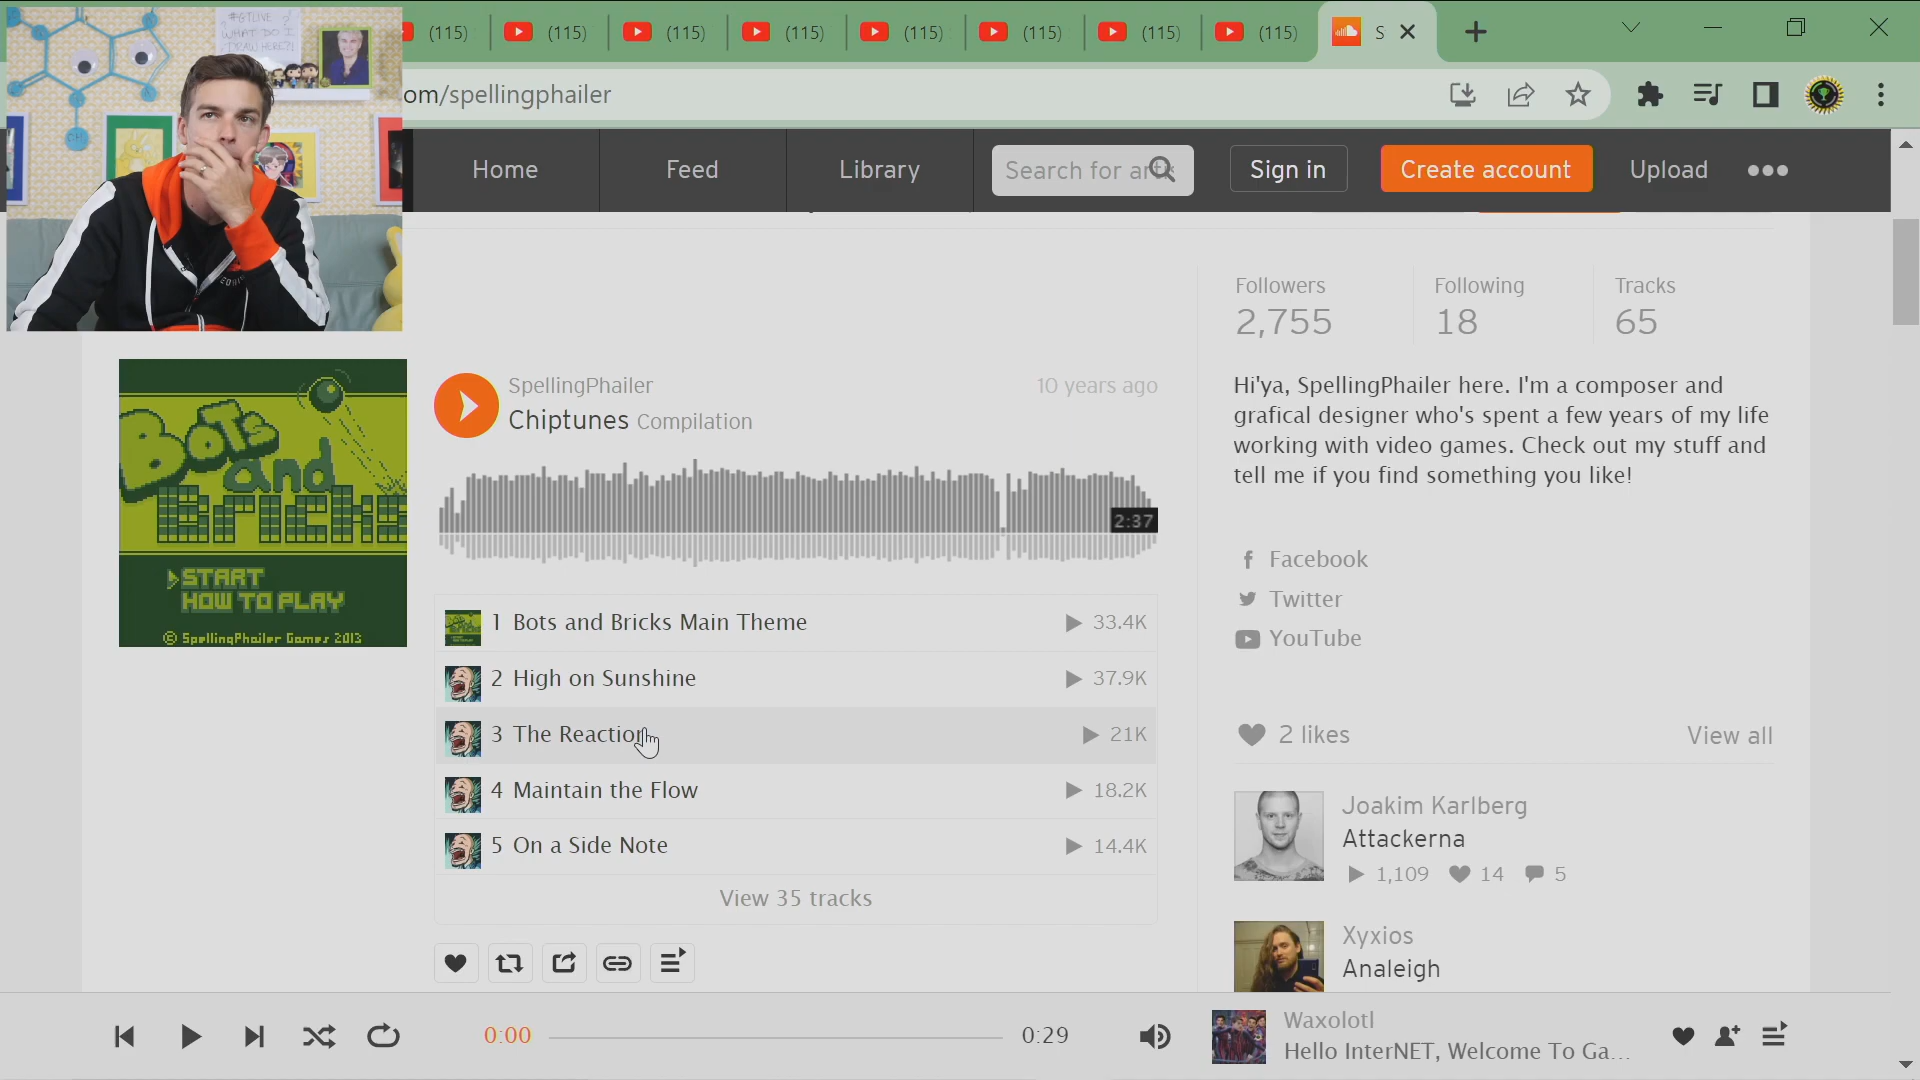 #GTLIVE ?
WHAT DO I
DRAW HERE?!
CH
(115)
(115)
(115)
(115)
(115)
(115)
(115)
(115)
S
om/spellingphailer
Home
Feed
Library
Sign in
Create account
Upload
Followers
2,755
Following
18
Tracks
65
SpellingPhailer
10 years ago
Chiptunes Compilation
2:37
Bots
and
Bricks
START
HOW TO PLAY
© SpellingPhailer Games 2013
1 Bots and Bricks Main Theme
33.4K
2 High on Sunshine
37.9K
3 The Reaction
21K
4 Maintain the Flow
18.2K
5 On a Side Note
14.4K
View 35 tracks
Hi'ya, SpellingPhailer here. I'm a composer and
grafical designer who's spent a few years of my life
working with video games. Check out my stuff and
tell me if you find something you like!
Facebook
Twitter
YouTube
2 likes
View all
Joakim Karlberg
Attackerna
1,109
14
5
Xyxios
Analeigh
0:00
0:29
Waxolotl
Hello InterNET, Welcome To Ga...